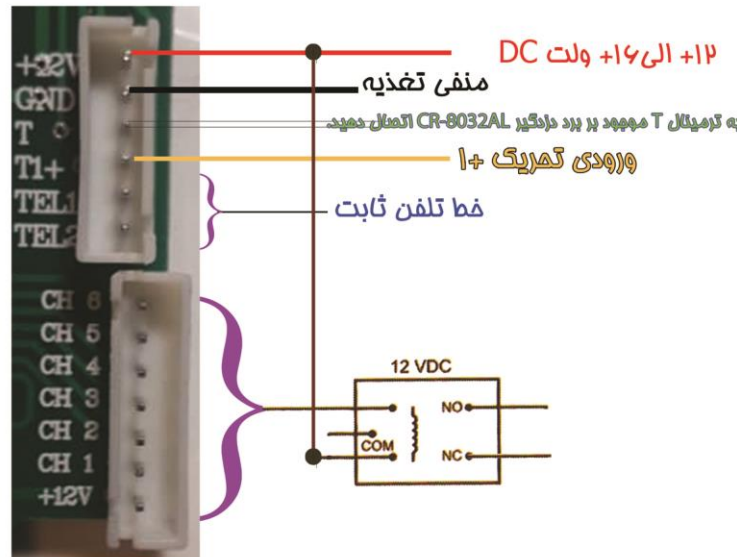 +22V
GND
T
T1+
TEL1
TEL2
CH 6
CH 5
CH 4
CH 3
CH 2
CH 1
+12V
۱۲+ الی ۱۶+ ولت DC
منفی تغذیه
به ترمینال T موجود بر برد دزدگیر CR-8032AL اتصال دهید.
ورودی تحریک +۱
خط تلفن ثابت
12 VDC
NO
COM
NC